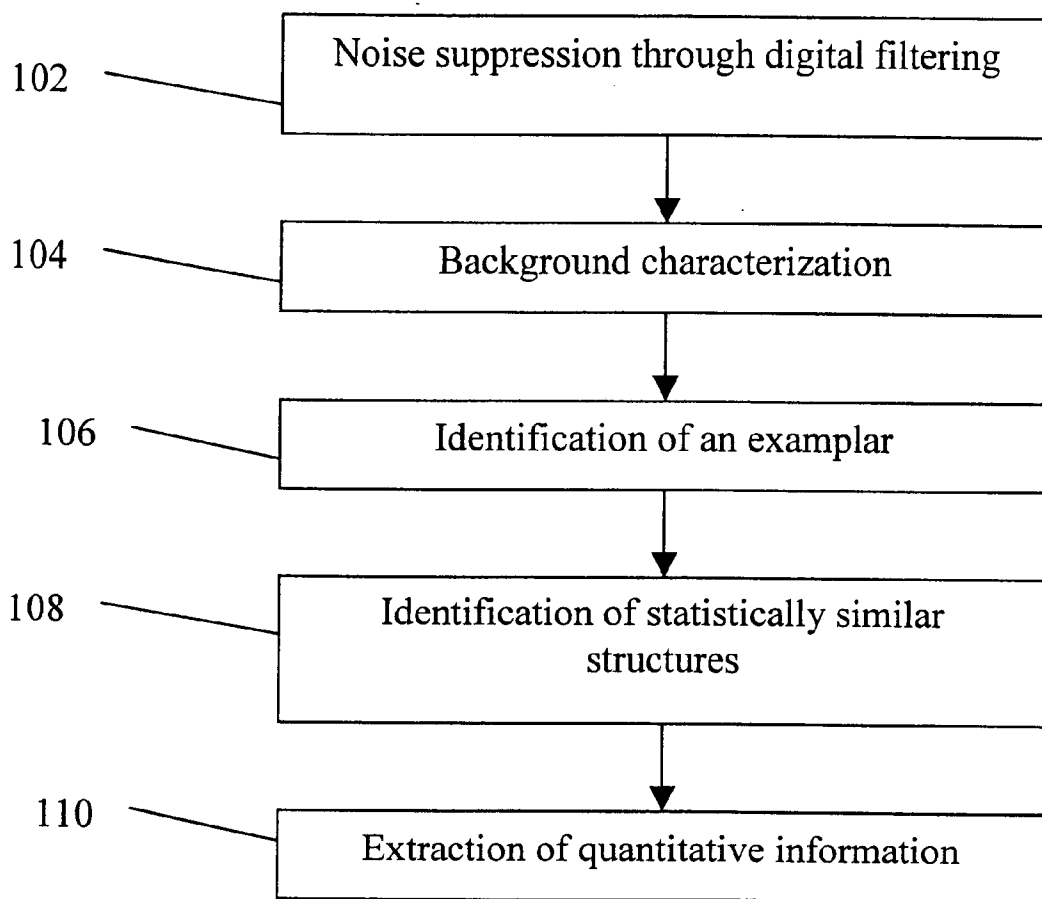 102
Noise suppression through digital filtering
104
Background characterization
106
Identification of an examplar
108
Identification of statistically similar
structures
110
Extraction of quantitative information